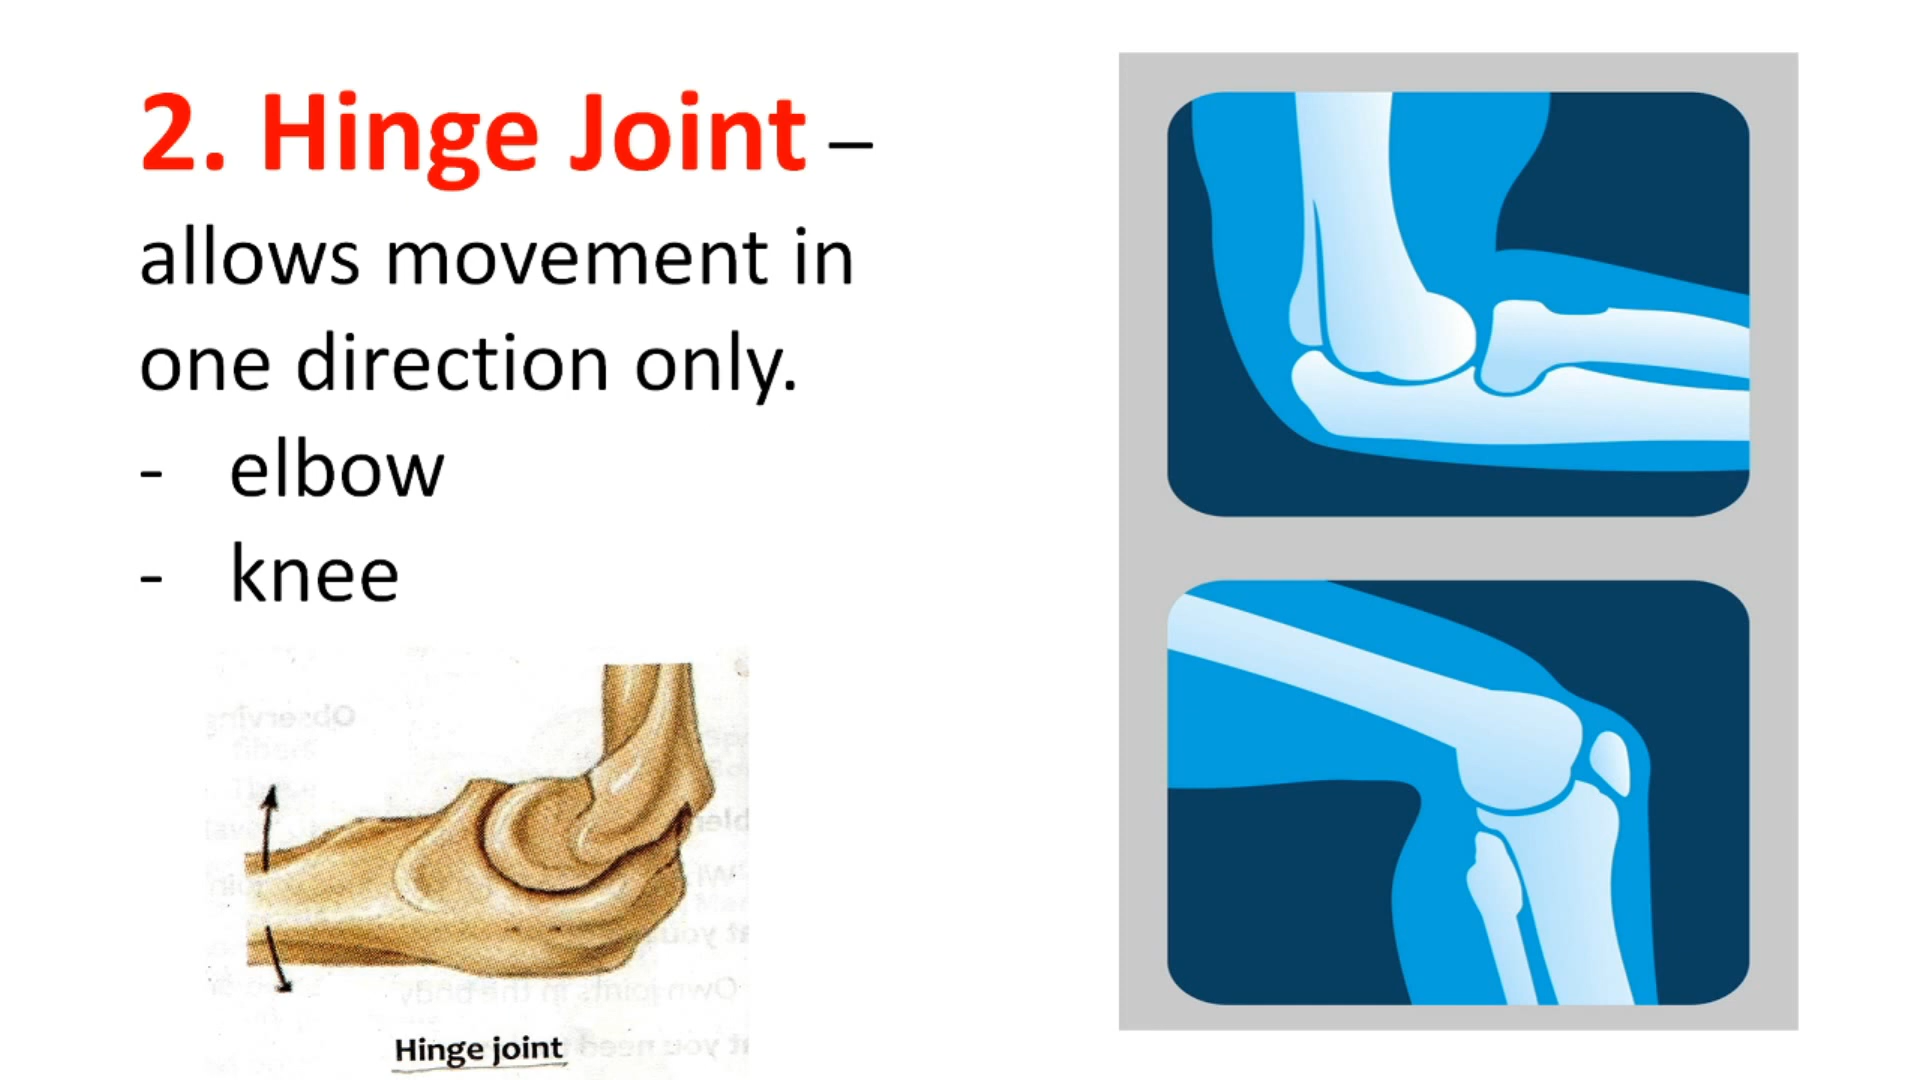 2. Hinge Joint –
allows movement in
one direction only.
- elbow
- knee
Hinge joint